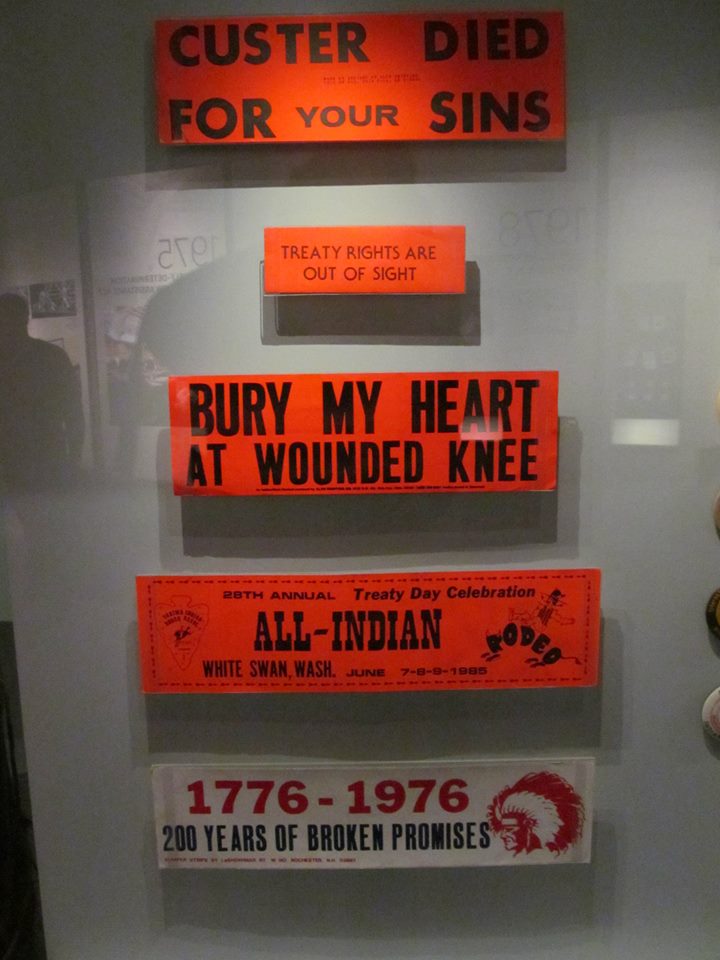 CUSTER DIED
FOR YOUR SINS
TREATY RIGHTS ARE
OUT OF SIGHT
BURY MY HEART
AT WOUNDED KNEE
28TH ANNUAL Treaty Day Celebration
ALL-INDIAN
RODEO
WHITE SWAN, WASH. JUNE 7-8-9-1985
1776-1976
200 YEARS OF BROKEN PROMISES
1975
1978